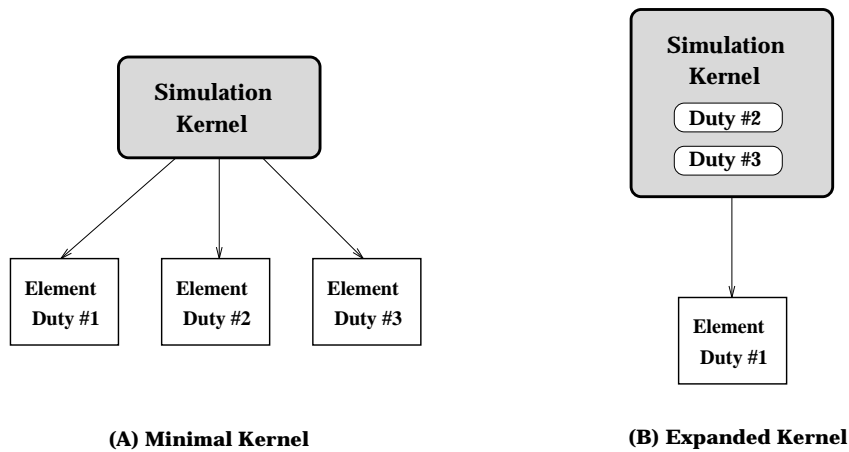 Simulation
Kernel
Element
Duty #1
Element
Duty #2
Element
Duty #3
(A) Minimal Kernel
Simulation
Kernel
Duty #2
Duty #3
Element
Duty #1
(B) Expanded Kernel